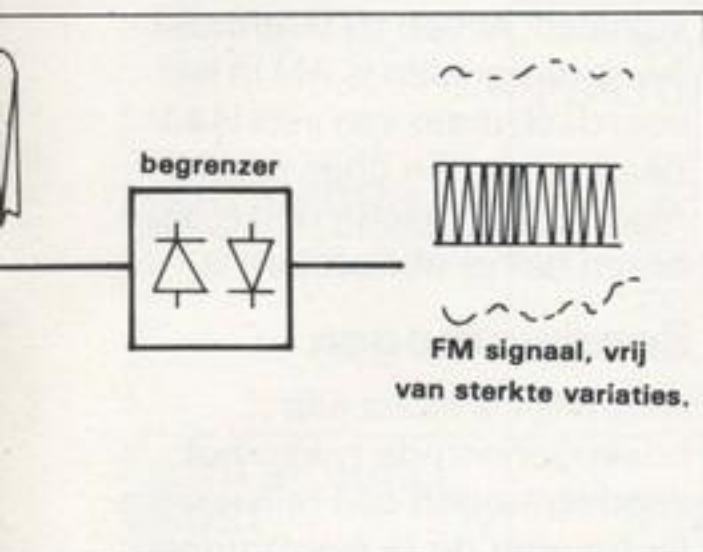 begrenzer
FM signaal, vrij
van sterkte variaties.